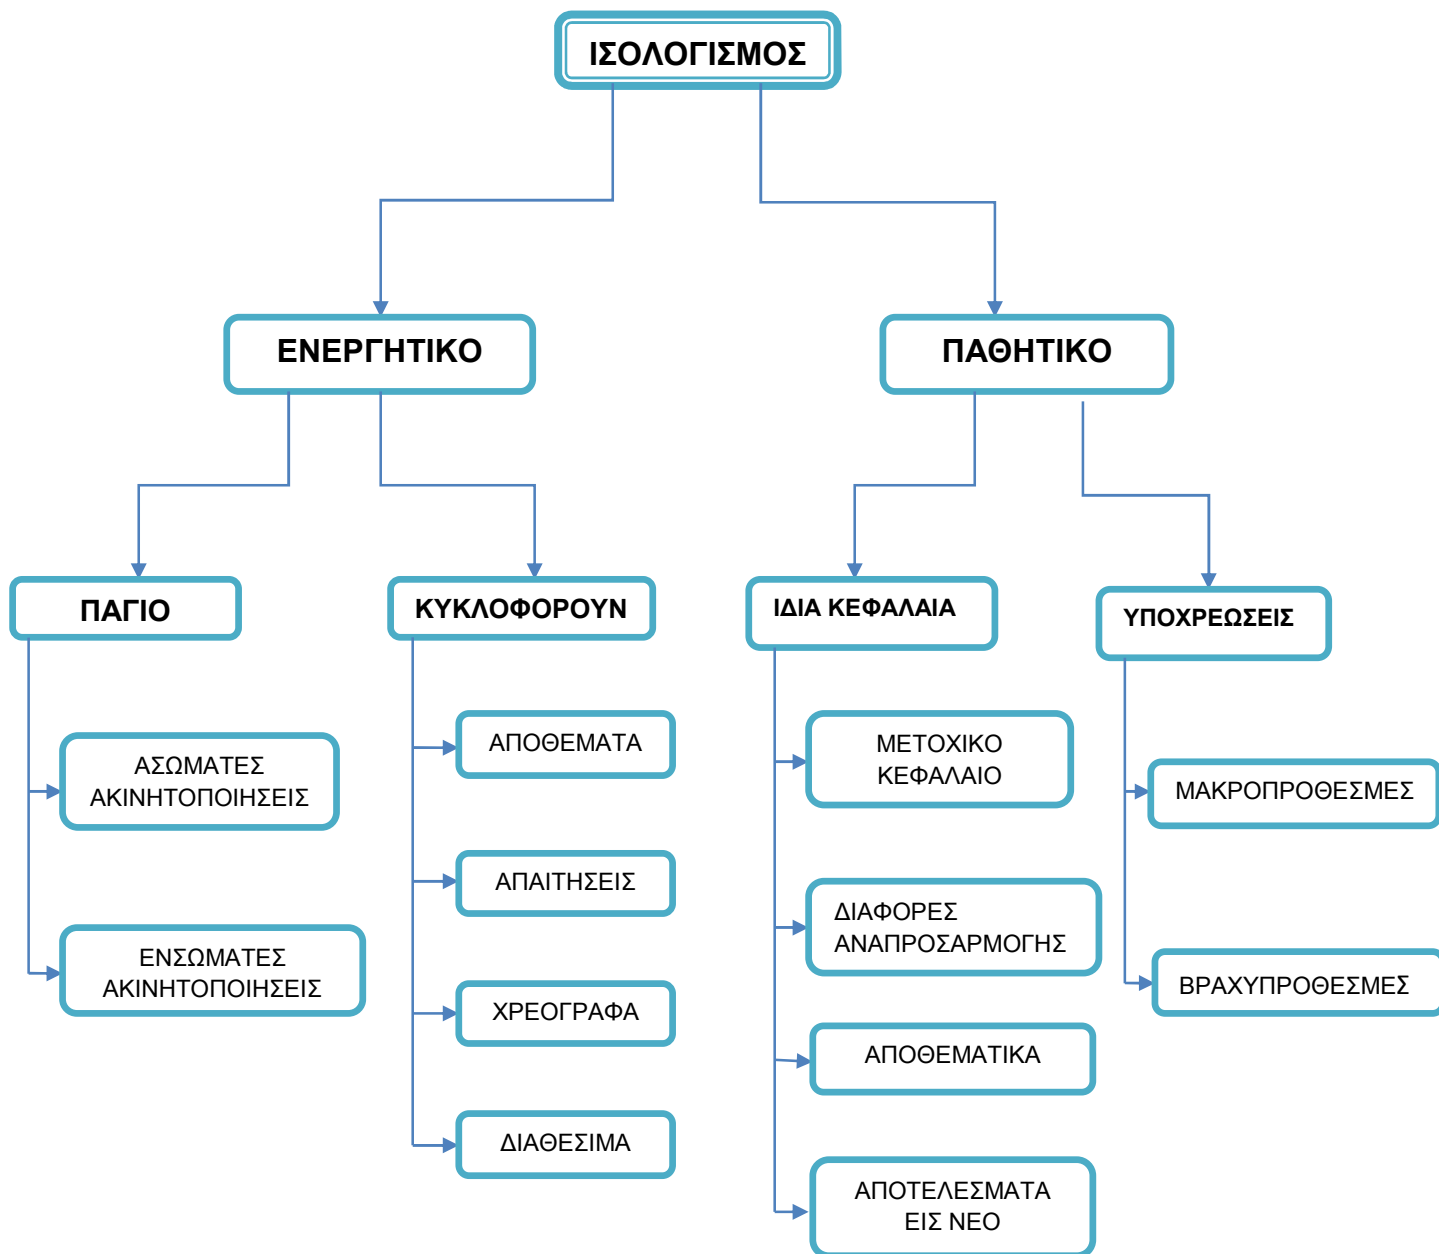 ΙΣΟΛΟΓΙΣΜΟΣ
ΕΝΕΡΓΗΤΙΚΟ
ΠΑΘΗΤΙΚΟ
ΠΑΓΙΟ
ΚΥΚΛΟΦΟΡΟΥΝ
ΙΔΙΑ ΚΕΦΑΛΑΙΑ
ΥΠΟΧΡΕΩΣΕΙΣ
ΑΣΩΜΑΤΕΣ
ΑΚΙΝΗΤΟΠΟΙΗΣΕΙΣ
ΕΝΣΩΜΑΤΕΣ
ΑΚΙΝΗΤΟΠΟΙΗΣΕΙΣ
ΑΠΟΘΕΜΑΤΑ
ΑΠΑΙΤΗΣΕΙΣ
ΧΡΕΟΓΡΑΦΑ
ΔΙΑΘΕΣΙΜΑ
ΜΕΤΟΧΙΚΟ
ΚΕΦΑΛΑΙΟ
ΔΙΑΦΟΡΕΣ
ΑΝΑΠΡΟΣΑΡΜΟΓΗΣ
ΑΠΟΘΕΜΑΤΙΚΑ
ΑΠΟΤΕΛΕΣΜΑΤΑ
ΕΙΣ ΝΕΟ
ΜΑΚΡΟΠΡΟΘΕΣΜΕΣ
ΒΡΑΧΥΠΡΟΘΕΣΜΕΣ